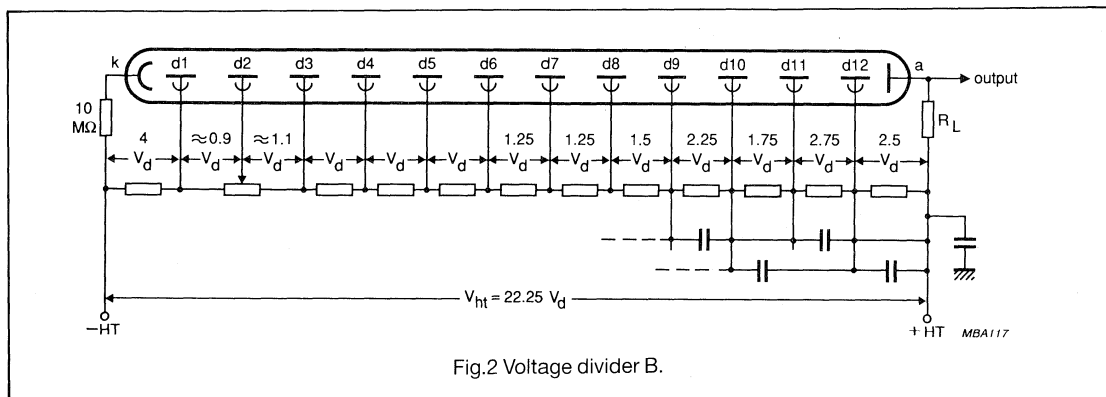 k d1 d2 d3 d4 d5 d6 d7 d8 d9 d10 d11 d12 a
output
10 MΩ
R_L
4 ≈0.9 ≈1.1 1.25 1.25 1.5 2.25 1.75 2.75 2.5
V_d V_d V_d V_d V_d V_d V_d V_d V_d V_d V_d V_d V_d
V_ht = 22.25 V_d
−HT
+HT MBA117
Fig.2 Voltage divider B.